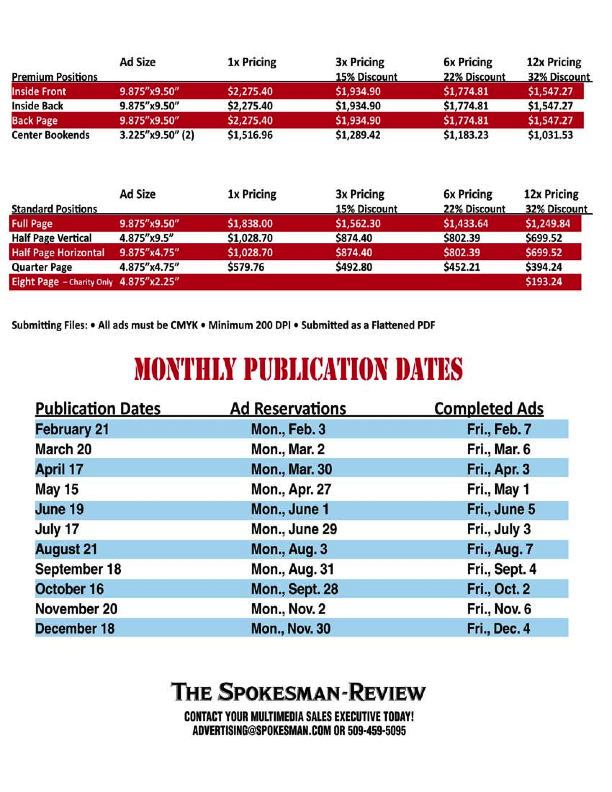 Ad Size 1x Pricing 3x Pricing 6x Pricing 12x Pricing
Premium Positions 15% Discount 22% Discount 32% Discount
Inside Front 9.875”x9.50” $2,275.40 $1,934.90 $1,774.81 $1,547.27
Inside Back 9.875”x9.50” $2,275.40 $1,934.90 $1,774.81 $1,547.27
Back Page 9.875”x9.50” $2,275.40 $1,934.90 $1,774.81 $1,547.27
Center Bookends 3.225”x9.50” (2) $1,516.96 $1,289.42 $1,183.23 $1,031.53
Ad Size 1x Pricing 3x Pricing 6x Pricing 12x Pricing
Standard Positions 15% Discount 22% Discount 32% Discount
Full Page 9.875”x9.50” $1,838.00 $1,562.30 $1,433.64 $1,249.84
Half Page Vertical 4.875”x9.5” $1,028.70 $874.40 $802.39 $699.52
Half Page Horizontal 9.875”x4.75” $1,028.70 $874.40 $802.39 $699.52
Quarter Page 4.875”x4.75” $579.76 $492.80 $452.21 $394.24
Eight Page – Charity Only 4.875”x2.25” $193.24
Submitting Files: • All ads must be CMYK • Minimum 200 DPI • Submitted as a Flattened PDF
MONTHLY PUBLICATION DATES
Publication Dates Ad Reservations Completed Ads
February 21 Mon., Feb. 3 Fri., Feb. 7
March 20 Mon., Mar. 2 Fri., Mar. 6
April 17 Mon., Mar. 30 Fri., Apr. 3
May 15 Mon., Apr. 27 Fri., May 1
June 19 Mon., June 1 Fri., June 5
July 17 Mon., June 29 Fri., July 3
August 21 Mon., Aug. 3 Fri., Aug. 7
September 18 Mon., Aug. 31 Fri., Sept. 4
October 16 Mon., Sept. 28 Fri., Oct. 2
November 20 Mon., Nov. 2 Fri., Nov. 6
December 18 Mon., Nov. 30 Fri., Dec. 4
THE SPOKESMAN-REVIEW
CONTACT YOUR MULTIMEDIA SALES EXECUTIVE TODAY!
ADVERTISING@SPOKESMAN.COM OR 509-459-5095